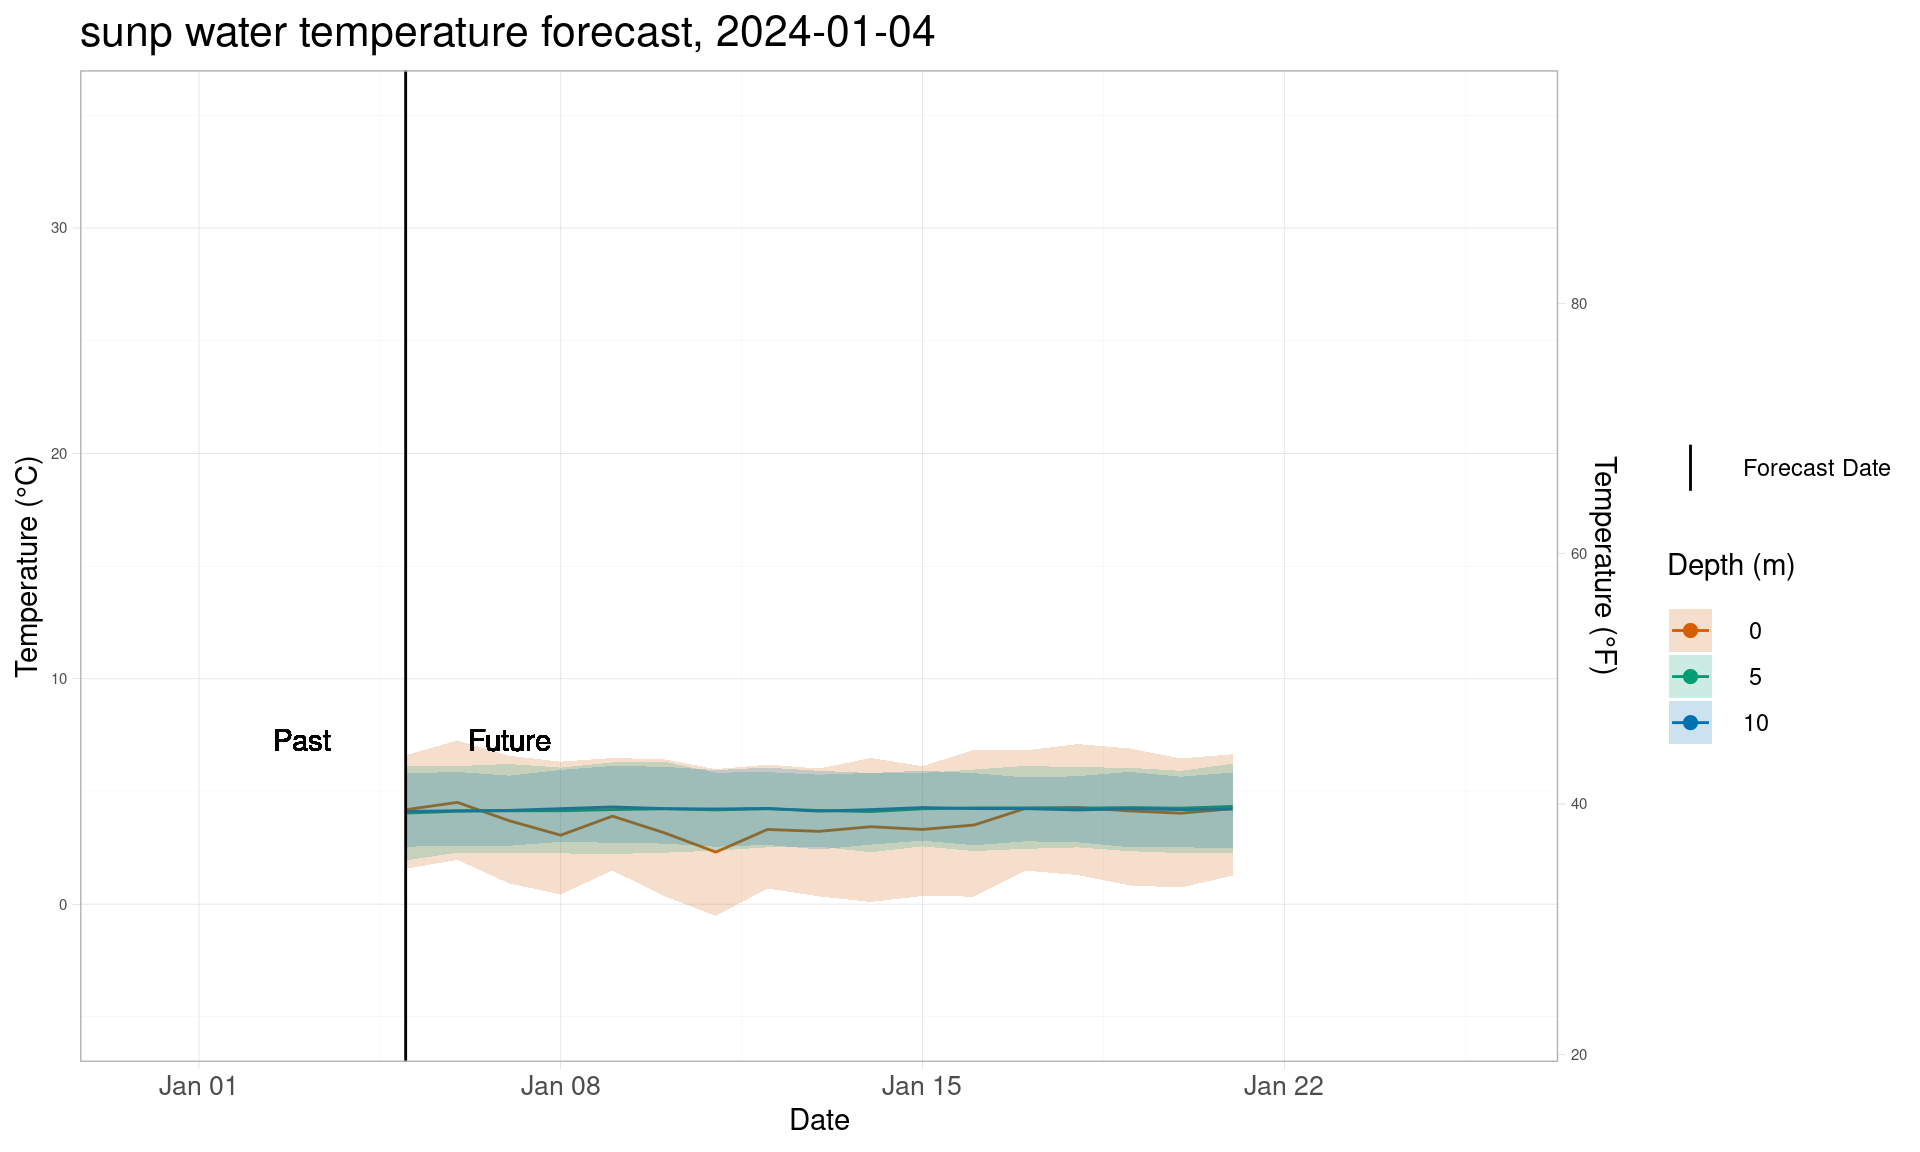 sunp water temperature forecast, 2024-01-04
Temperature (°C)
30
20
10
0
Past
Future
80
60
40
20
Temperature (°F)
Jan 01
Jan 08
Jan 15
Jan 22
Date
Forecast Date
Depth (m)
0
5
10